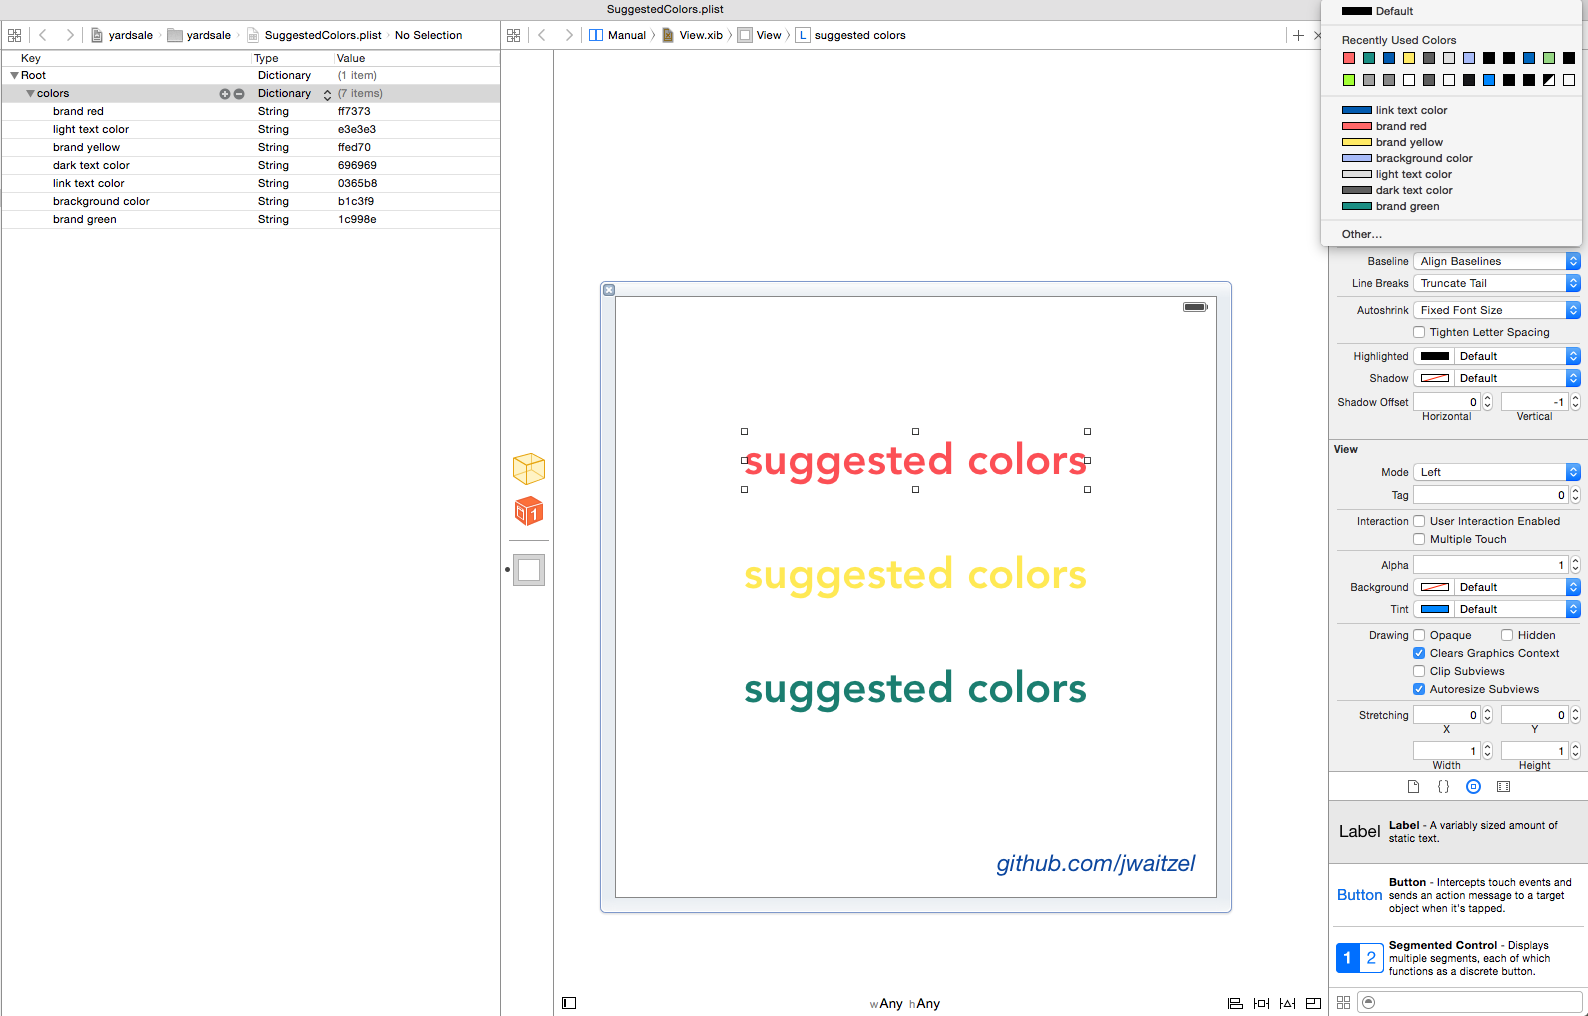 SuggestedColors.plist
yardsale yardsale SuggestedColors.plist No Selection
Manual View.xib View L suggested colors
Key Type Value
Root Dictionary (1 item)
colors Dictionary (7 items)
brand red String ff7373
light text color String e3e3e3
brand yellow String ffed70
dark text color String 696969
link text color String 0365b8
brackground color String b1c3f9
brand green String 1c998e
suggested colors
suggested colors
suggested colors
github.com/jwaitzel
wAny hAny
Default
Recently Used Colors
link text color
brand red
brand yellow
brackground color
light text color
dark text color
brand green
Other...
Baseline Align Baselines
Line Breaks Truncate Tail
Autoshrink Fixed Font Size
Tighten Letter Spacing
Highlighted Default
Shadow Default
Shadow Offset 0 -1
Horizontal Vertical
View
Mode Left
Tag 0
Interaction User Interaction Enabled
Multiple Touch
Alpha 1
Background Default
Tint Default
Drawing Opaque Hidden
Clears Graphics Context
Clip Subviews
Autoresize Subviews
Stretching 0 0
X Y
1 1
Width Height
Label Label - A variably sized amount of
static text.
Button - Intercepts touch events and
Button sends an action message to a target
object when it's tapped.
Segmented Control - Displays
1 2 multiple segments, each of which
functions as a discrete button.